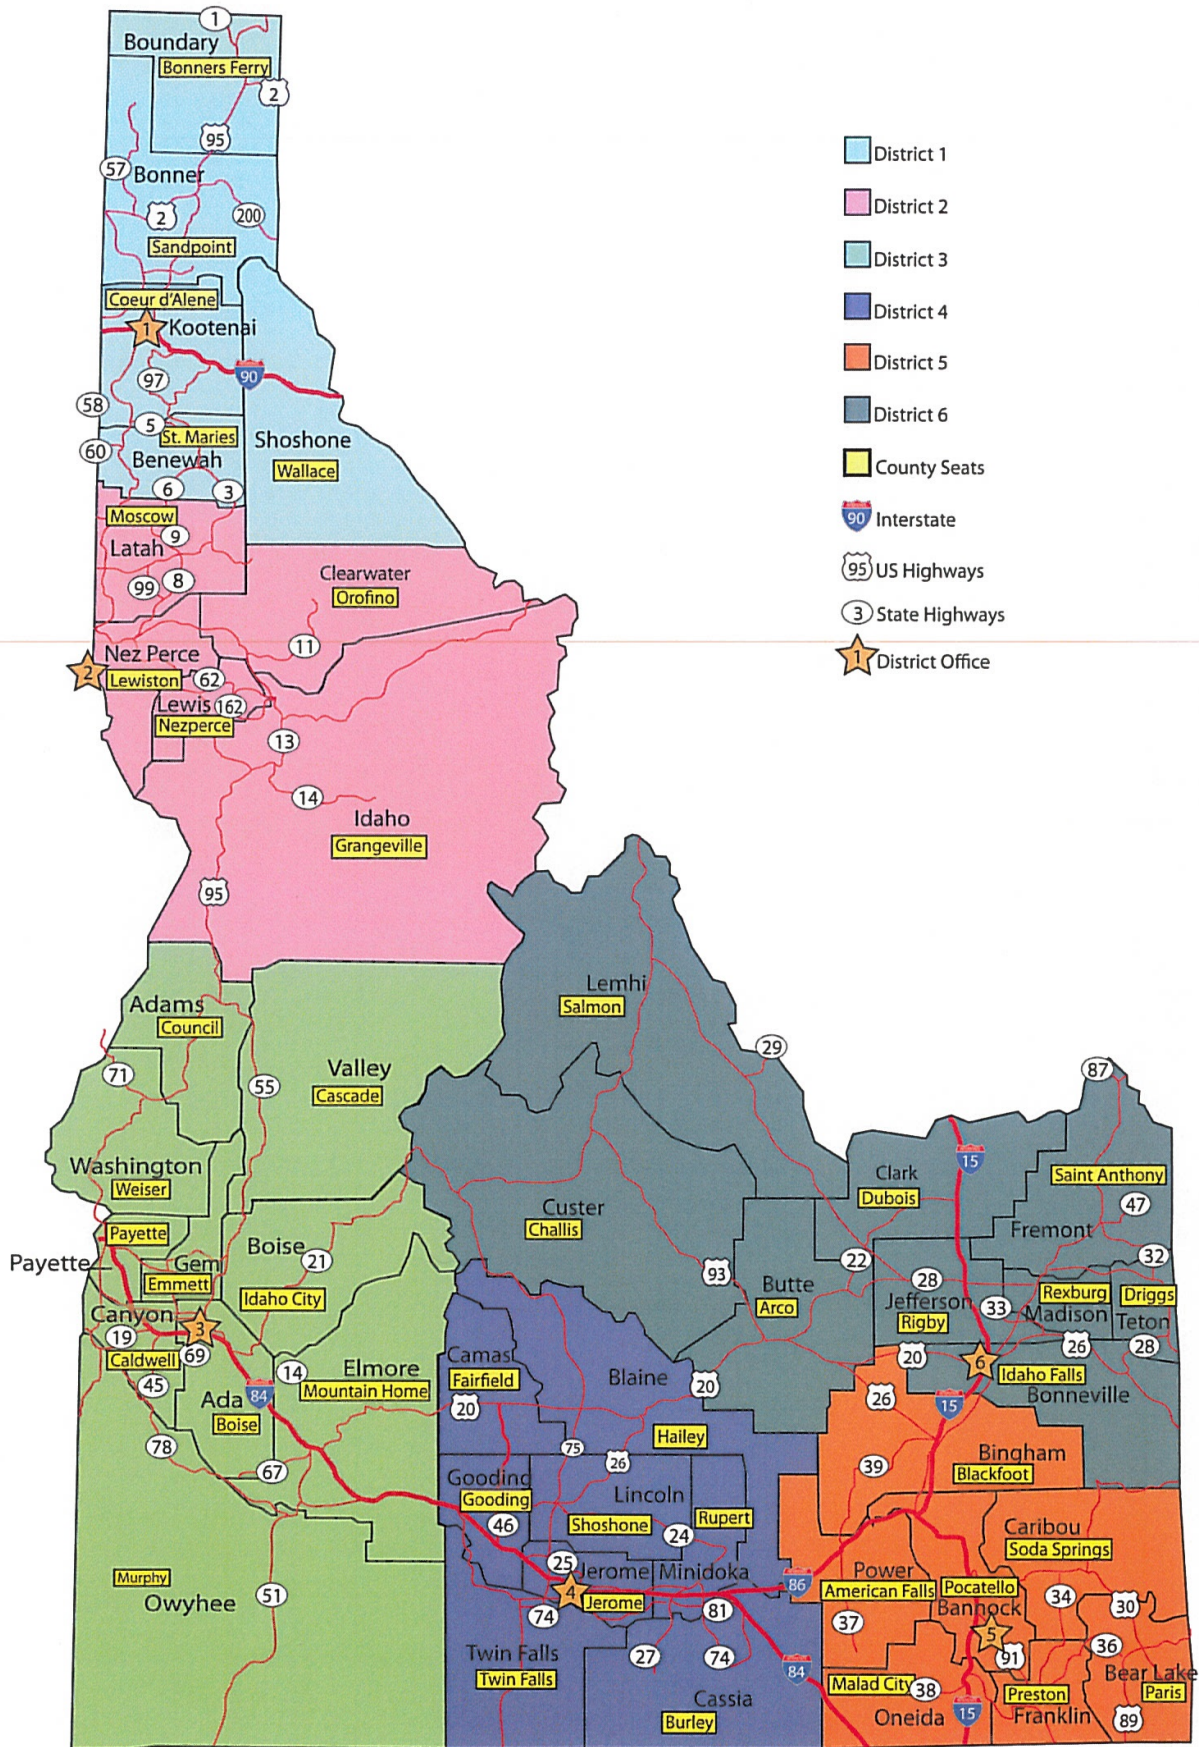 1
Boundary
Bonners Ferry
2
95
57
Bonner
2
200
Sandpoint
Coeur d'Alene
1
Kootenai
97
90
58
5
St. Maries
Shoshone
60
Benewah
Wallace
6
3
Moscow
9
Latah
99
8
Clearwater
Orofino
11
Nez Perce
2
Lewiston
62
Lewis
162
Nezperce
13
14
Idaho
Grangeville
95
District 1
District 2
District 3
District 4
District 5
District 6
County Seats
90
Interstate
95
US Highways
3
State Highways
1
District Office
Lemhi
Salmon
Adams
Council
29
71
55
Valley
Cascade
87
Washington
Weiser
15
Clark
Dubois
Saint Anthony
47
Custer
Challis
Fremont
Payette
Payette
Boise
21
Gem
Emmett
Idaho City
93
Butte
Arco
22
28
32
Jefferson
Rigby
33
Rexburg
Madison
Driggs
Teton
Canyon
19
3
69
Caldwell
45
14
Elmore
Mountain Home
84
Ada
Boise
Camas
Fairfield
20
Blaine
20
Hailey
20
6
26
28
Idaho Falls
Bonneville
26
15
78
67
75
26
39
Bingham
Blackfoot
Gooding
Gooding
46
Lincoln
Shoshone
24
Rupert
Caribou
Soda Springs
Murphy
Owyhee
51
25
Jerome
4
Jerome
Minidoka
74
81
86
Power
American Falls
Pocatello
Bannock
5
34
30
37
91
36
Twin Falls
Twin Falls
27
74
84
Cassia
Burley
Malad City
38
Oneida
15
Preston
Franklin
Bear Lake
Paris
89